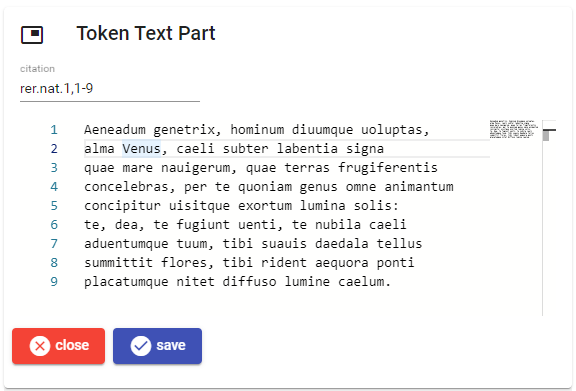 Token Text Part
citation
rer.nat.1,1-9
1 Aeneadum genetrix, hominum diuumque uoluptas,
2 alma Venus, caeli subter labentia signa
3 quae mare nauigerum, quae terras frugiferentis
4 concelebras, per te quoniam genus omne animantum
5 concipitur uisitque exortum lumina solis:
6 te, dea, te fugiunt uenti, te nubila caeli
7 aduentumque tuum, tibi suauis daedala tellus
8 summittit flores, tibi rident aequora ponti
9 placatumque nitet diffuso lumine caelum.
close
save